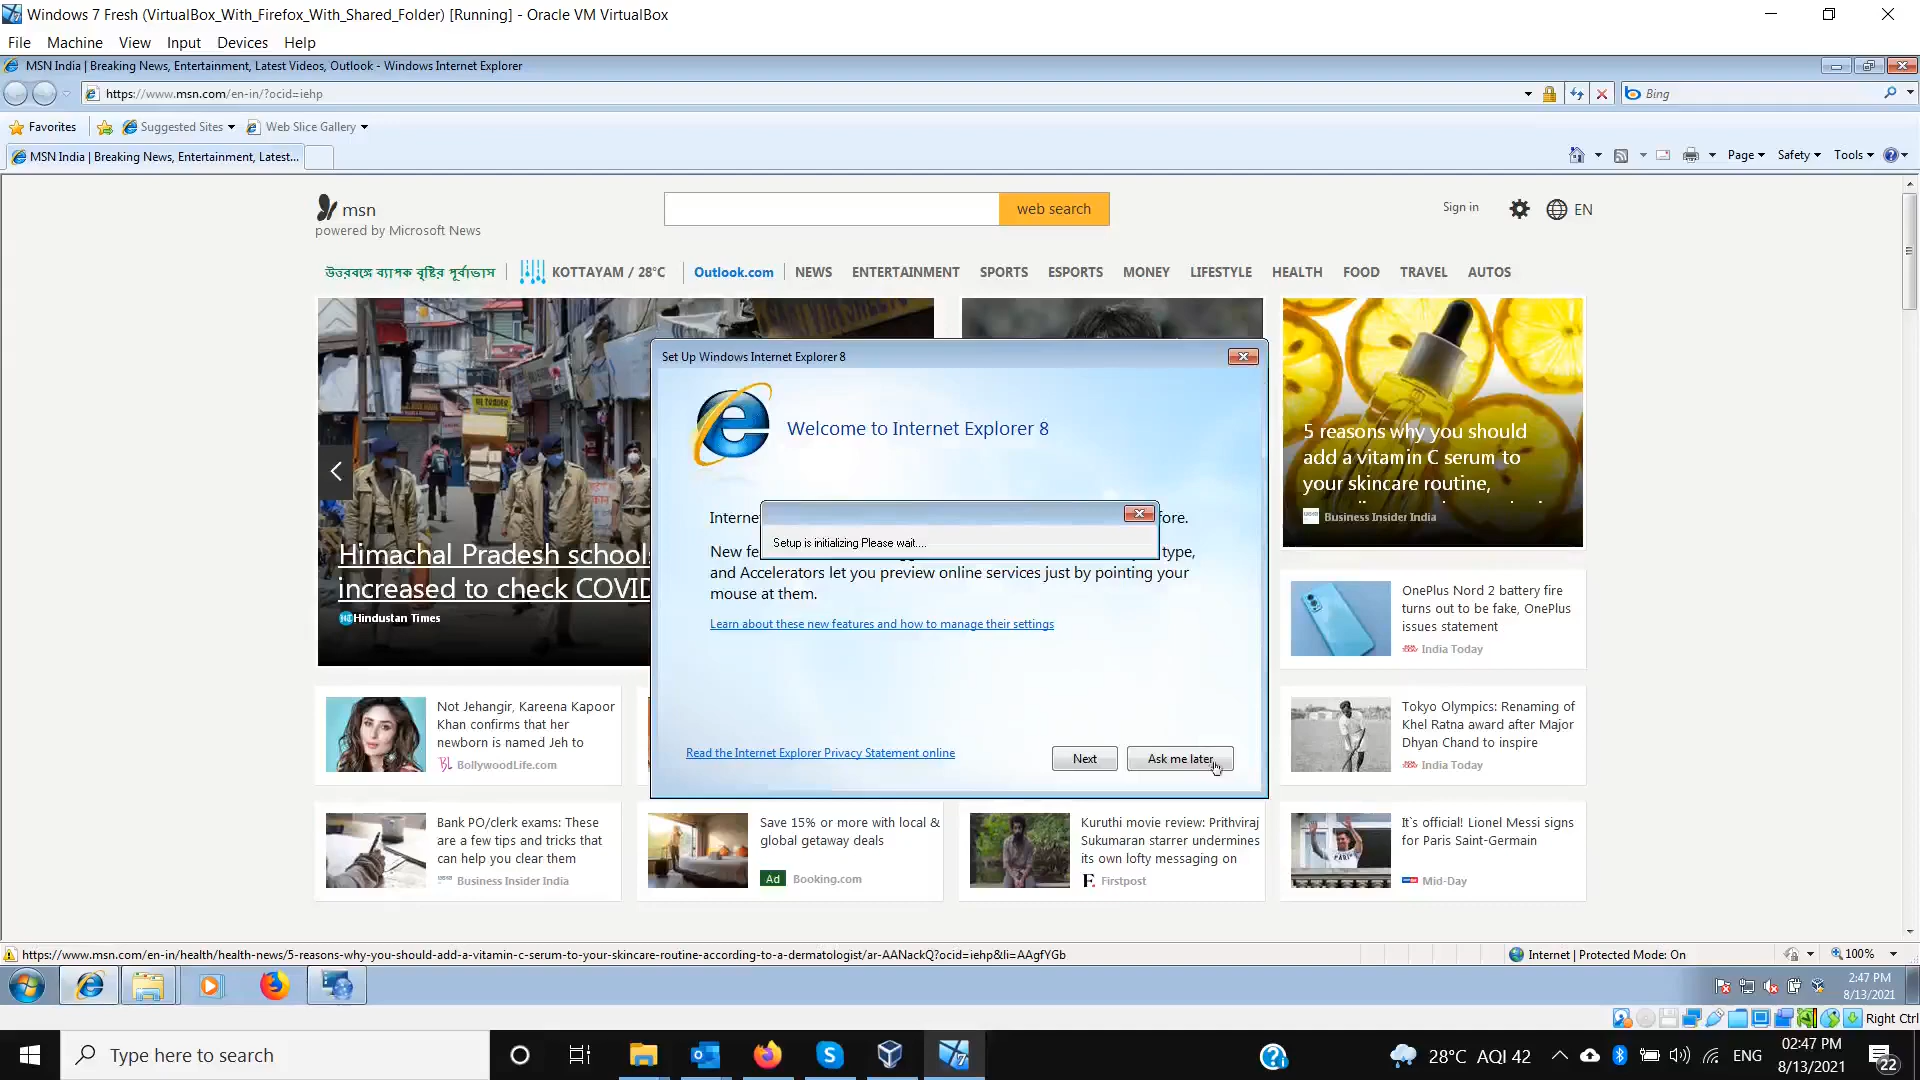 Windows 7 Fresh (VirtualBox_With_Firefox_With_Shared_Folder) [Running] - Oracle VM VirtualBox
File Machine View Input Devices Help
MSN India | Breaking News, Entertainment, Latest Videos, Outlook - Windows Internet Explorer
https://www.msn.com/en-in/?ocid=iehp
Bing
Favorites Suggested Sites Web Slice Gallery
MSN India | Breaking News, Entertainment, Latest...
Page Safety Tools
msn
powered by Microsoft News
web search
Sign in
EN
উত্তরবঙ্গে ব্যাপক বৃষ্টির পূর্বাভাস
KOTTAYAM / 28°C
Outlook.com NEWS ENTERTAINMENT SPORTS ESPORTS MONEY LIFESTYLE HEALTH FOOD TRAVEL AUTOS
Himachal Pradesh schools
increased to check COVID
Hindustan Times
Set Up Windows Internet Explorer 8
Welcome to Internet Explorer 8
Interne
fore.
Setup is initializing Please wait....
New fe
type,
and Accelerators let you preview online services just by pointing your
mouse at them.
Learn about these new features and how to manage their settings
Read the Internet Explorer Privacy Statement online
Next
Ask me later
5 reasons why you should
add a vitamin C serum to
your skincare routine,
Business Insider India
OnePlus Nord 2 battery fire
turns out to be fake, OnePlus
issues statement
India Today
Not Jehangir, Kareena Kapoor
Khan confirms that her
newborn is named Jeh to
BollywoodLife.com
Tokyo Olympics: Renaming of
Khel Ratna award after Major
Dhyan Chand to inspire
India Today
Bank PO/clerk exams: These
are a few tips and tricks that
can help you clear them
Business Insider India
Save 15% or more with local &
global getaway deals
Ad Booking.com
Kuruthi movie review: Prithviraj
Sukumaran starrer undermines
its own lofty messaging on
Firstpost
It`s official! Lionel Messi signs
for Paris Saint-Germain
Mid-Day
https://www.msn.com/en-in/health/health-news/5-reasons-why-you-should-add-a-vitamin-c-serum-to-your-skincare-routine-according-to-a-dermatologist/ar-AANackQ?ocid=iehp&li=AAgfYGb
Internet | Protected Mode: On
100%
2:47 PM
8/13/2021
Right Ctrl
Type here to search
28°C AQI 42
ENG
02:47 PM
8/13/2021
22